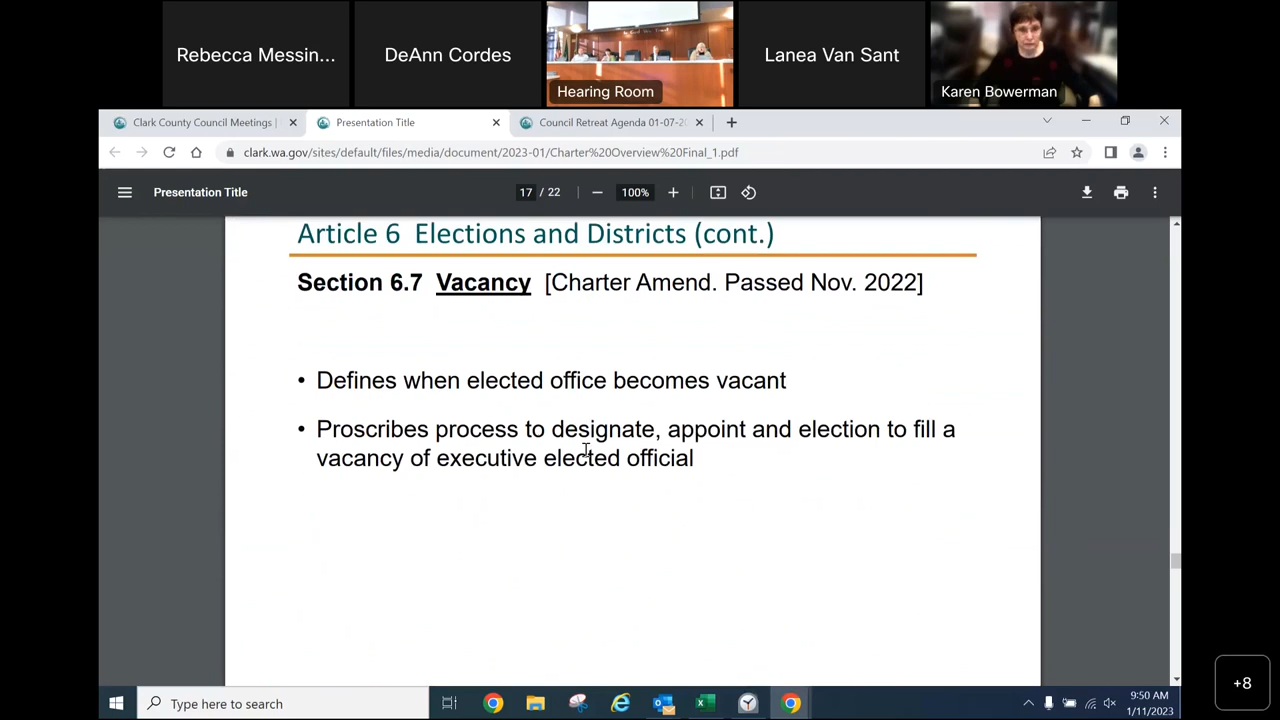 Rebecca Messin...
DeAnn Cordes
Hearing Room
Lanea Van Sant
Karen Bowerman
Clark County Council Meetings |
Presentation Title
Council Retreat Agenda 01-07-20
clark.wa.gov/sites/default/files/media/document/2023-01/Charter%20Overview%20Final_1.pdf
Presentation Title
17 / 22
100%
Article 6 Elections and Districts (cont.)
Section 6.7 Vacancy [Charter Amend. Passed Nov. 2022]
• Defines when elected office becomes vacant
• Proscribes process to designate, appoint and election to fill a
vacancy of executive elected official
+8
Type here to search
9:50 AM
1/11/2023